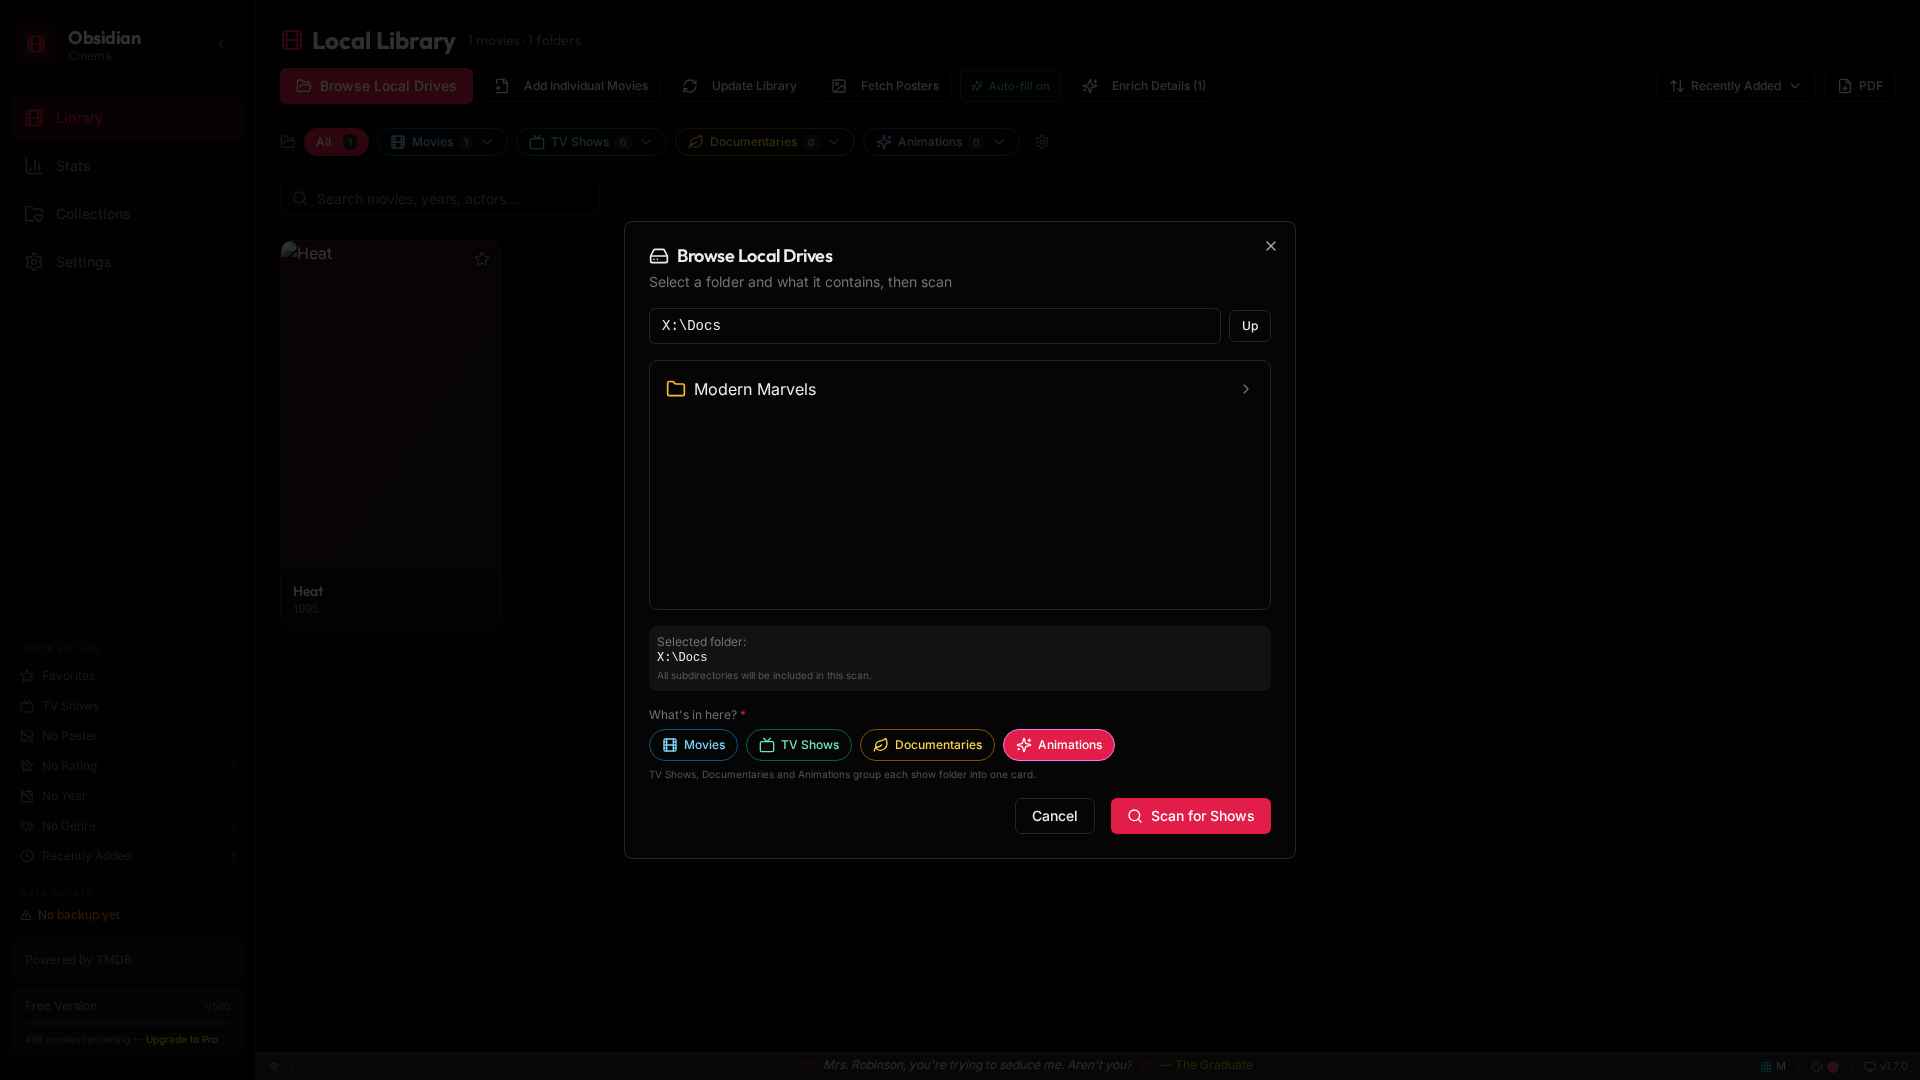 Obsidian
Cinema
Library
Stats
Collections
Settings
Favorites
TV Shows
No Poster
No Rating
No Year
No Genre
Recently Added
No backup yet
Powered by TMDB
Free Version
Upgrade to Pro
Local Library 1 movies · 1 folders
Browse Local Drives Add Individual Movies Update Library Fetch Posters Auto-fill on Enrich Details (1) Recently Added PDF
All 1 Movies 1 TV Shows 0 Documentaries 0 Animations 0
Search movies, years, actors...
Heat
Heat
1995
Browse Local Drives
Select a folder and what it contains, then scan
X:\Docs Up
Modern Marvels
Selected folder:
X:\Docs
All subdirectories will be included in this scan.
What's in here? *
Movies TV Shows Documentaries Animations
TV Shows, Documentaries and Animations group each show folder into one card.
Cancel Scan for Shows
Mrs. Robinson, you're trying to seduce me. Aren't you? — The Graduate
M v1.7.0